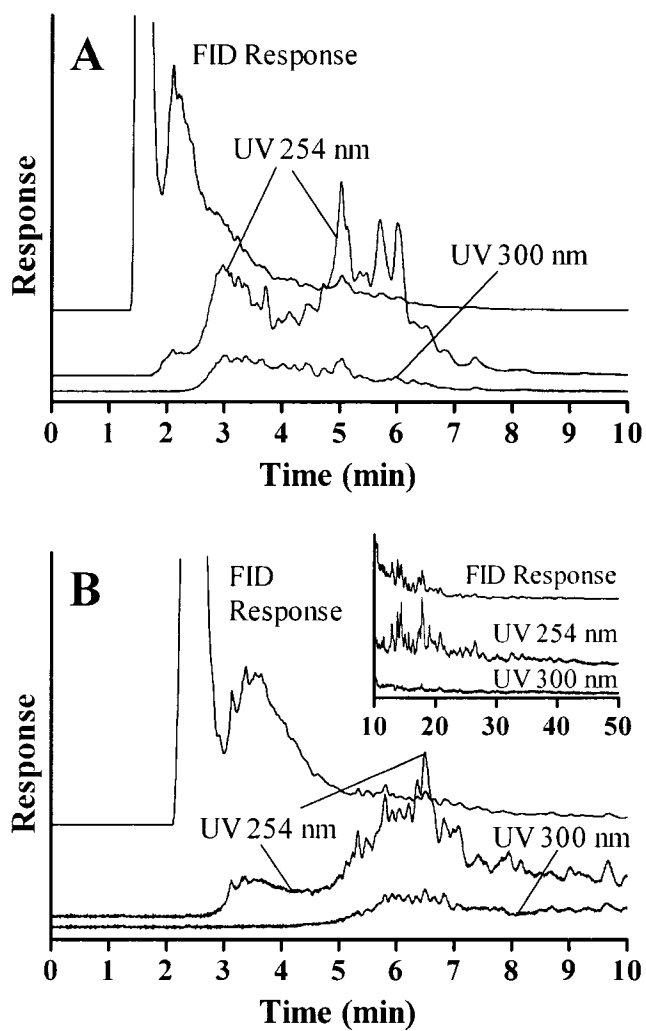 A
FID Response
UV 254 nm
UV 300 nm
Response
0 1 2 3 4 5 6 7 8 9 10
Time (min)
B
FID
Response
FID Response
UV 254 nm
UV 300 nm
10 20 30 40 50
UV 254 nm
UV 300 nm
Response
0 1 2 3 4 5 6 7 8 9 10
Time (min)